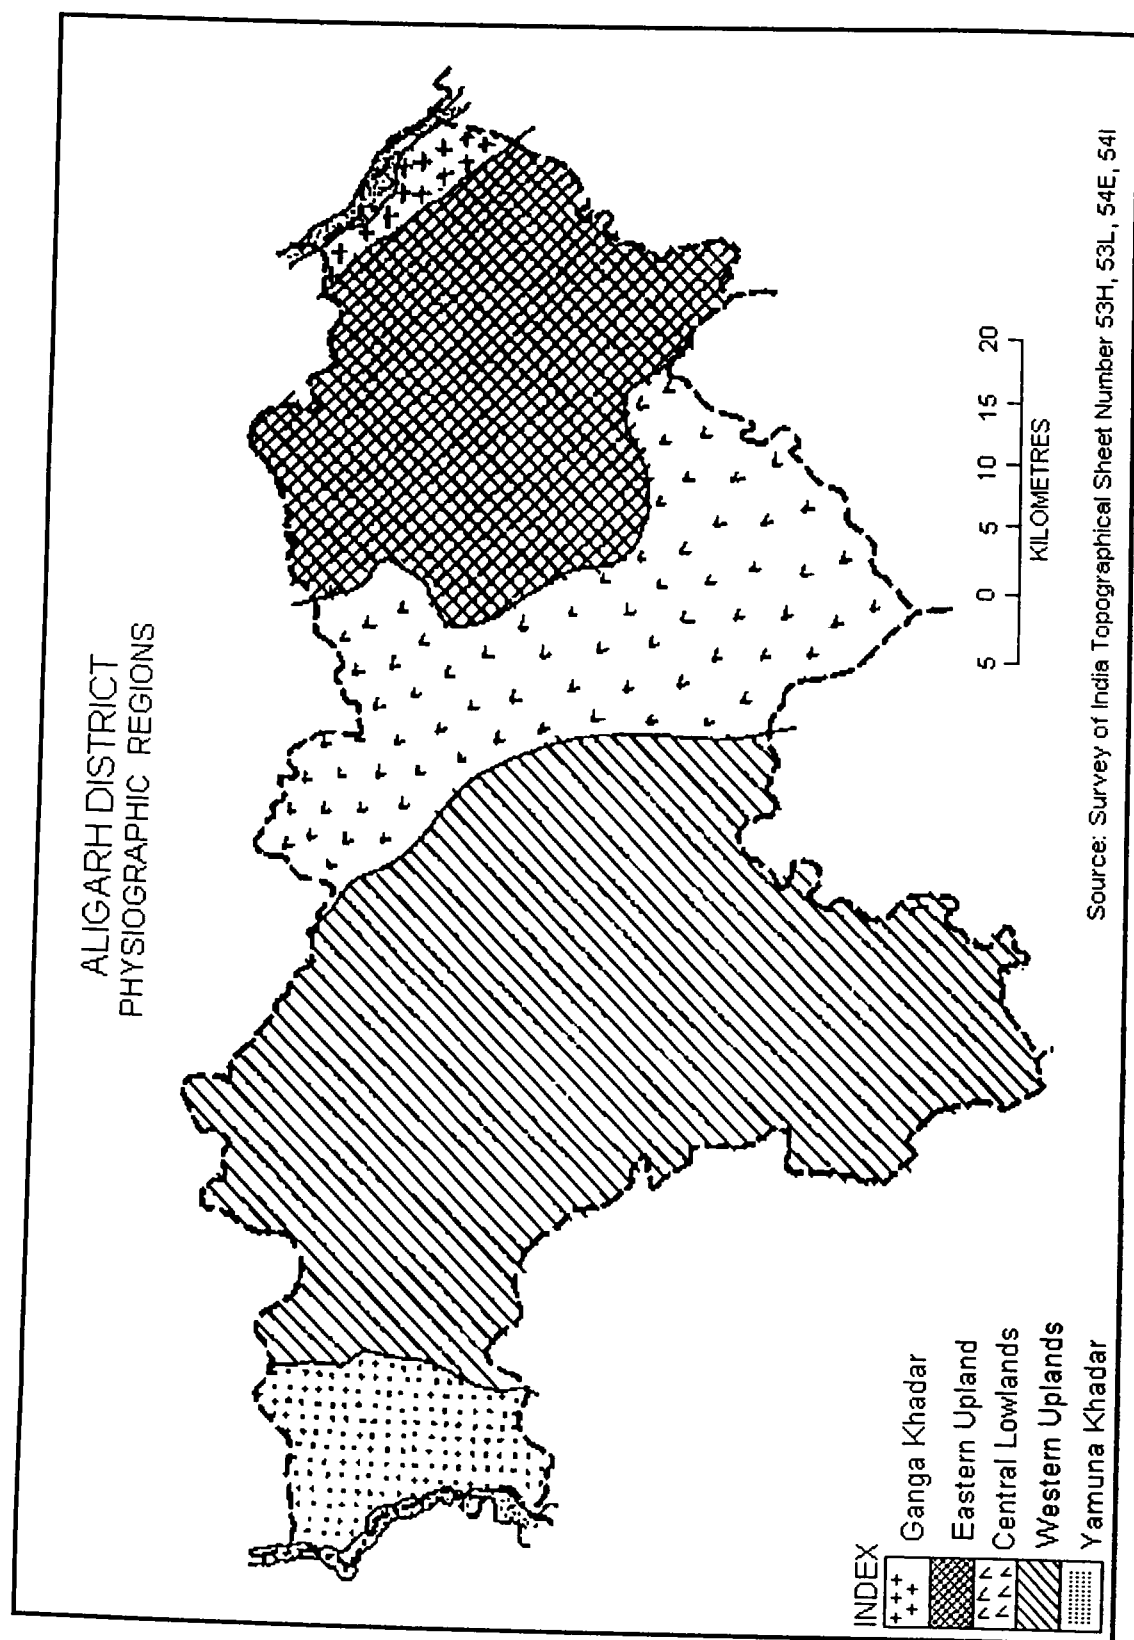 ALIGARH DISTRICT
PHYSIOGRAPHIC REGIONS
INDEX
Ganga Khadar
Eastern Upland
Central Lowlands
Western Uplands
Yamuna Khadar
5 0 5 10 15 20
KILOMETRES
Source: Survey of India Topographical Sheet Number 53H, 53L, 54E, 54I